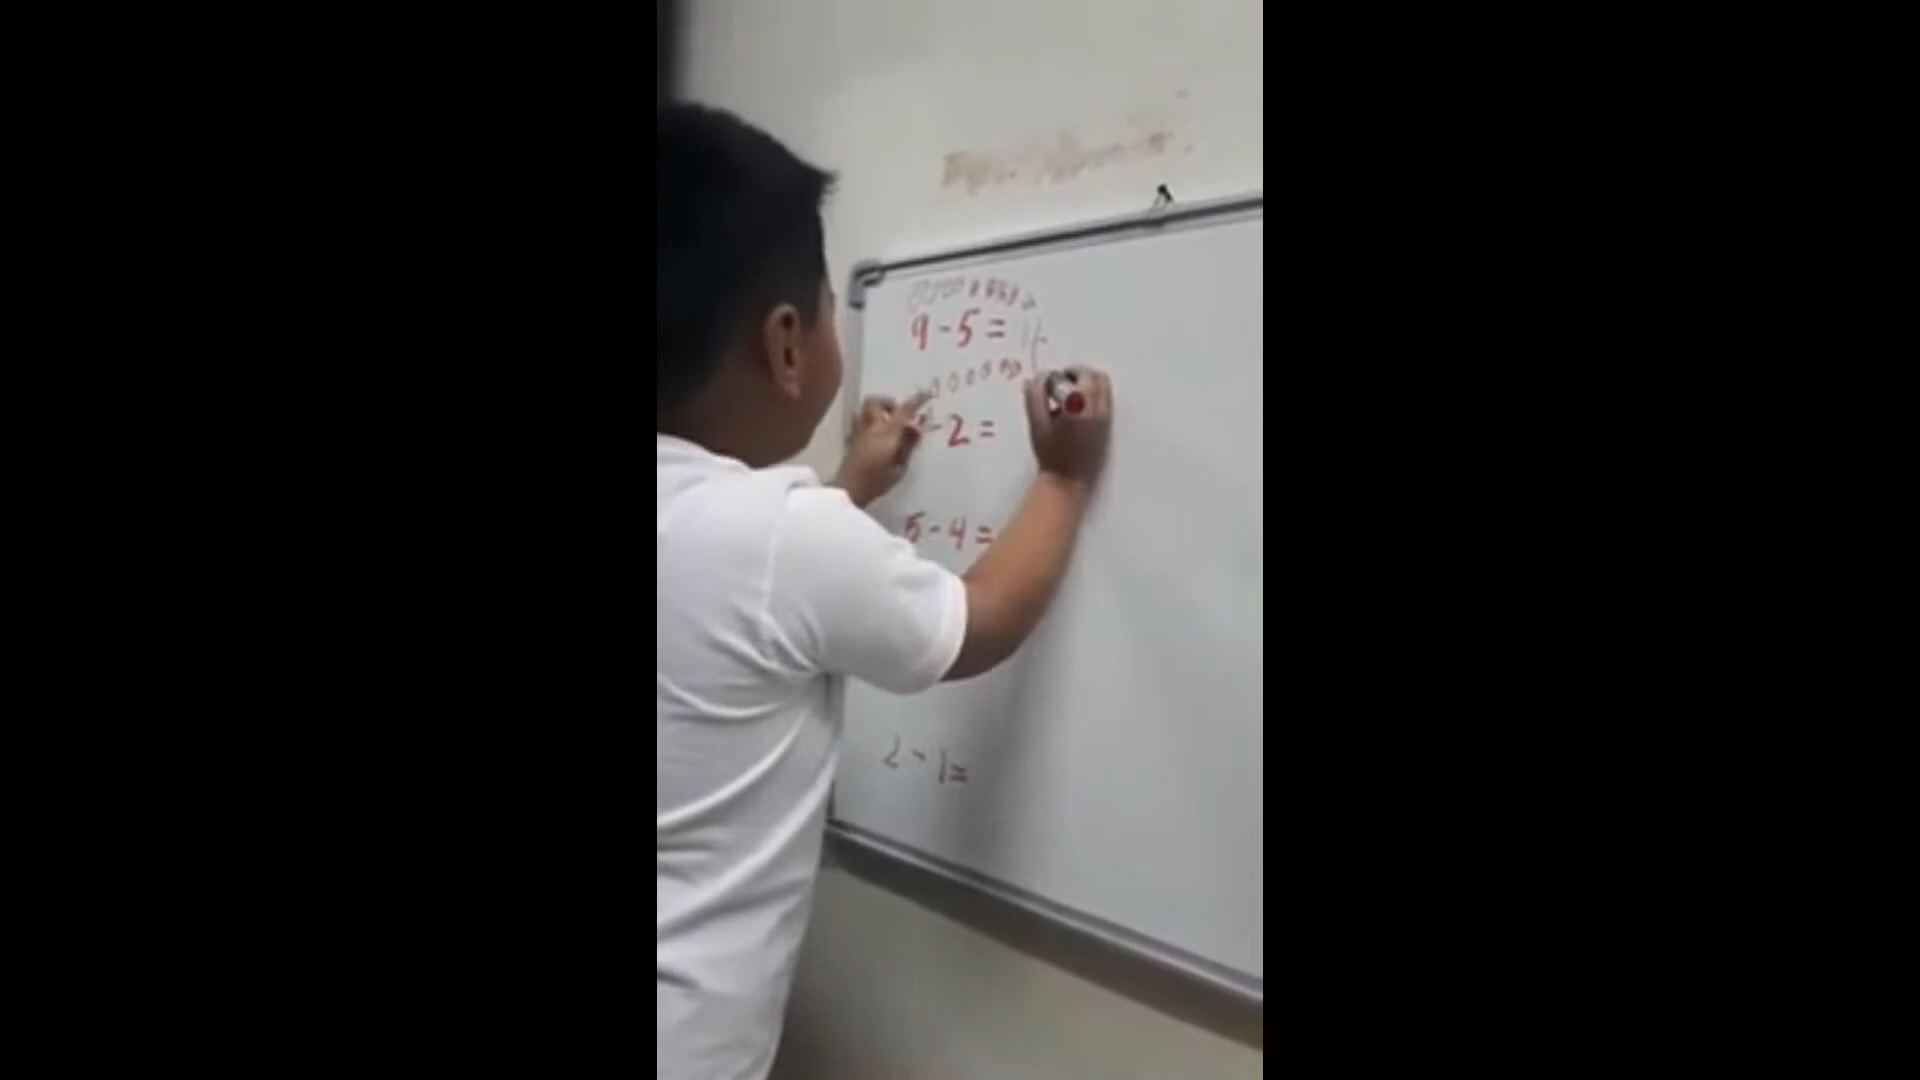 9 - 5 = 4
- 2 =
5 - 4 =
2 - 1 =